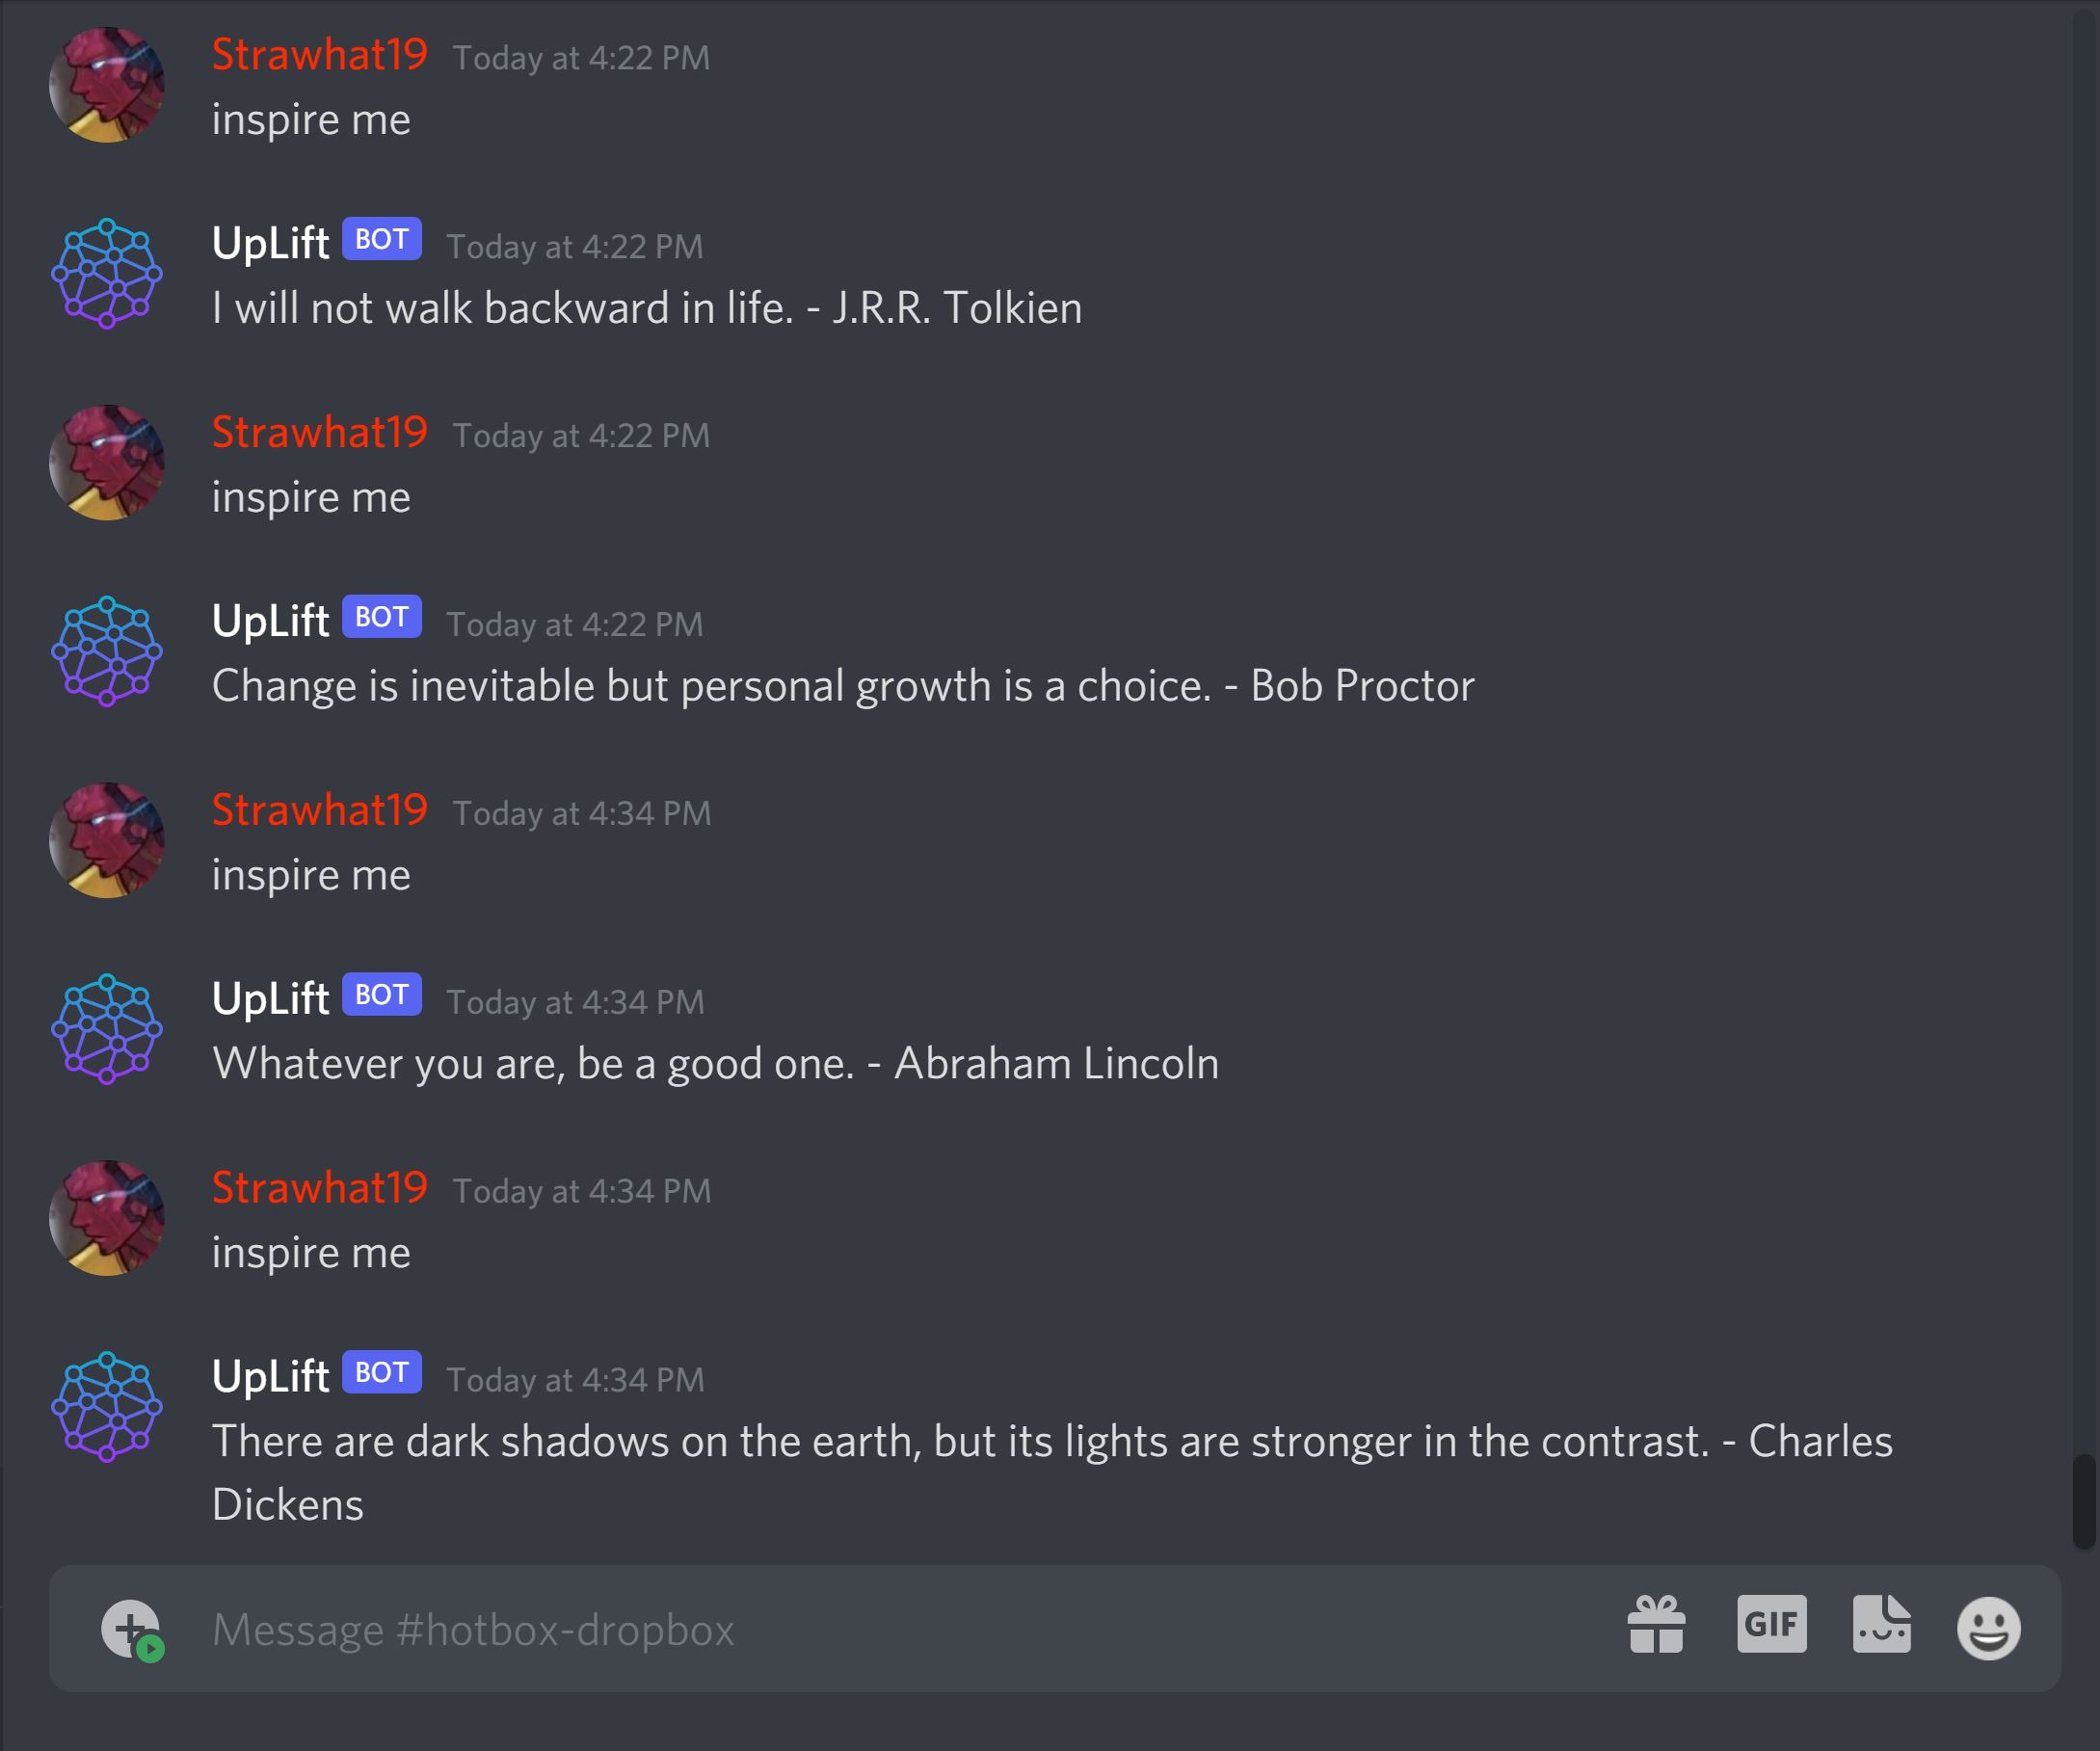 Strawhat19 Today at 4:22 PM
inspire me
UpLift BOT Today at 4:22 PM
I will not walk backward in life. - J.R.R. Tolkien
Strawhat19 Today at 4:22 PM
inspire me
UpLift BOT Today at 4:22 PM
Change is inevitable but personal growth is a choice. - Bob Proctor
Strawhat19 Today at 4:34 PM
inspire me
UpLift BOT Today at 4:34 PM
Whatever you are, be a good one. - Abraham Lincoln
Strawhat19 Today at 4:34 PM
inspire me
UpLift BOT Today at 4:34 PM
There are dark shadows on the earth, but its lights are stronger in the contrast. - Charles
Dickens
Message #hotbox-dropbox GIF